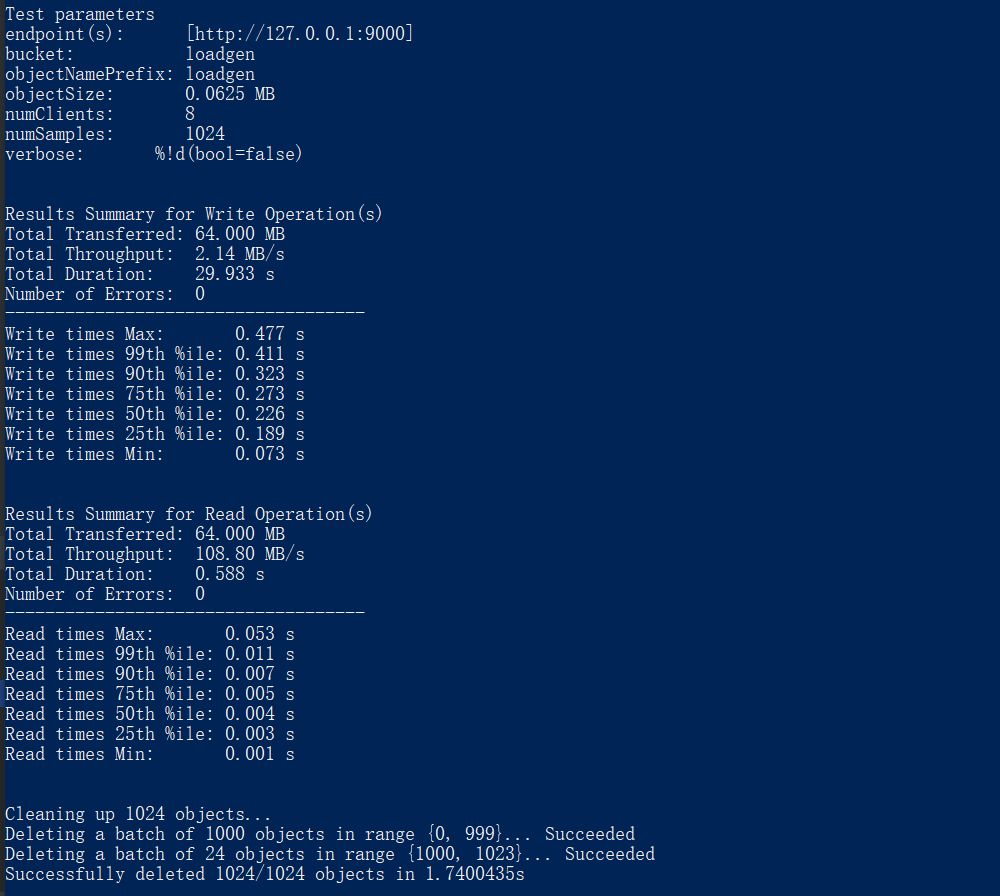 Test parameters
endpoint(s):      [http://127.0.0.1:9000]
bucket:           loadgen
objectNamePrefix: loadgen
objectSize:       0.0625 MB
numClients:       8
numSamples:       1024
verbose:       %!d(bool=false)
Results Summary for Write Operation(s)
Total Transferred: 64.000 MB
Total Throughput:  2.14 MB/s
Total Duration:    29.933 s
Number of Errors:  0
------------------------------------
Write times Max:       0.477 s
Write times 99th %ile: 0.411 s
Write times 90th %ile: 0.323 s
Write times 75th %ile: 0.273 s
Write times 50th %ile: 0.226 s
Write times 25th %ile: 0.189 s
Write times Min:       0.073 s
Results Summary for Read Operation(s)
Total Transferred: 64.000 MB
Total Throughput:  108.80 MB/s
Total Duration:    0.588 s
Number of Errors:  0
------------------------------------
Read times Max:       0.053 s
Read times 99th %ile: 0.011 s
Read times 90th %ile: 0.007 s
Read times 75th %ile: 0.005 s
Read times 50th %ile: 0.004 s
Read times 25th %ile: 0.003 s
Read times Min:       0.001 s
Cleaning up 1024 objects...
Deleting a batch of 1000 objects in range {0, 999}... Succeeded
Deleting a batch of 24 objects in range {1000, 1023}... Succeeded
Successfully deleted 1024/1024 objects in 1.7400435s